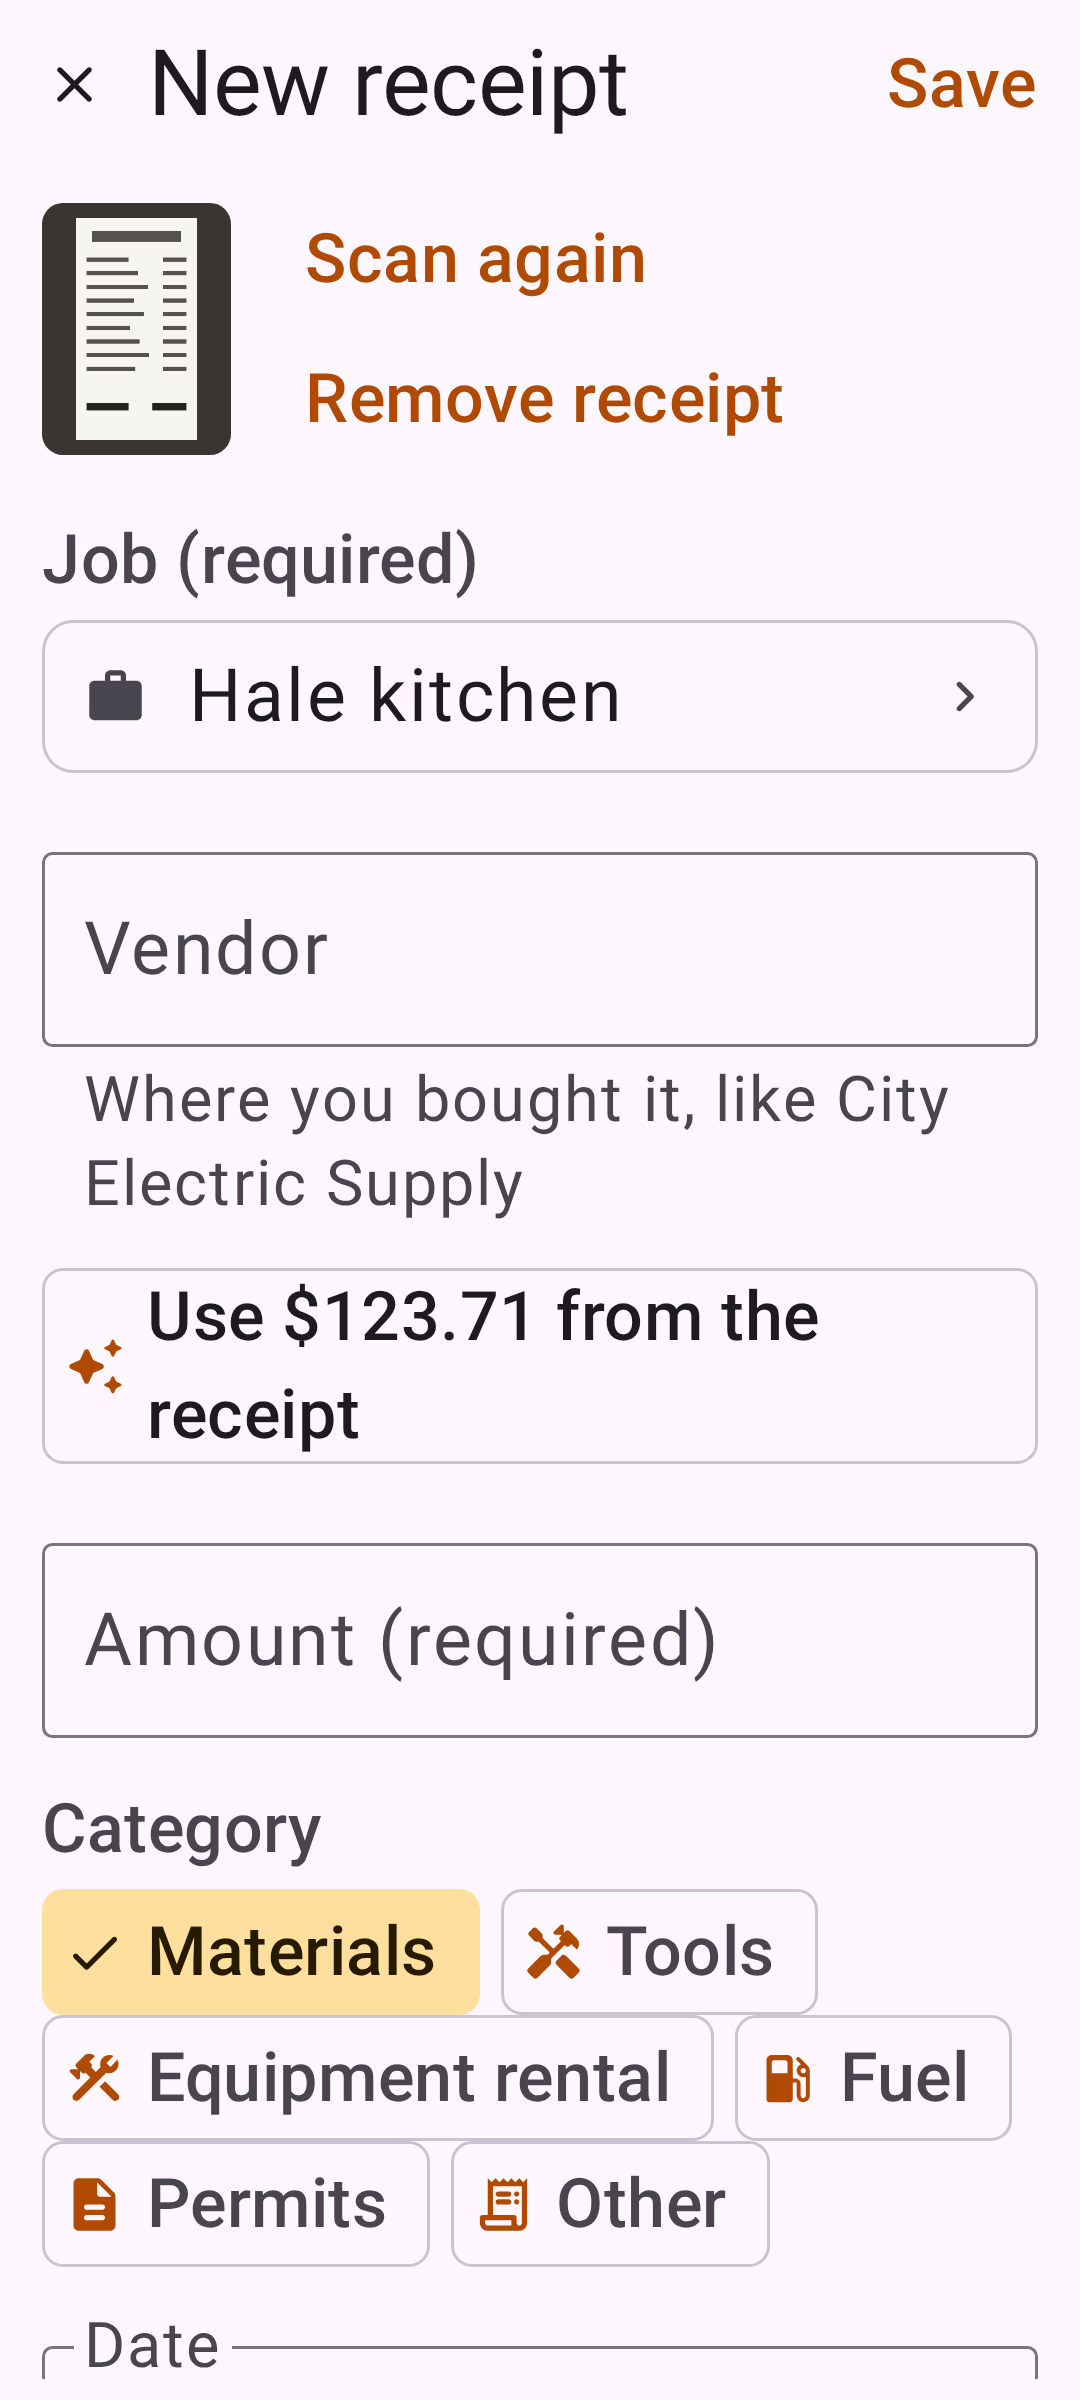 New receipt
Save
Scan again
Remove receipt
Job (required)
Hale kitchen
Vendor
Where you bought it, like City
Electric Supply
Use $123.71 from the
receipt
Amount (required)
Category
Materials
Tools
Equipment rental
Fuel
Permits
Other
Date